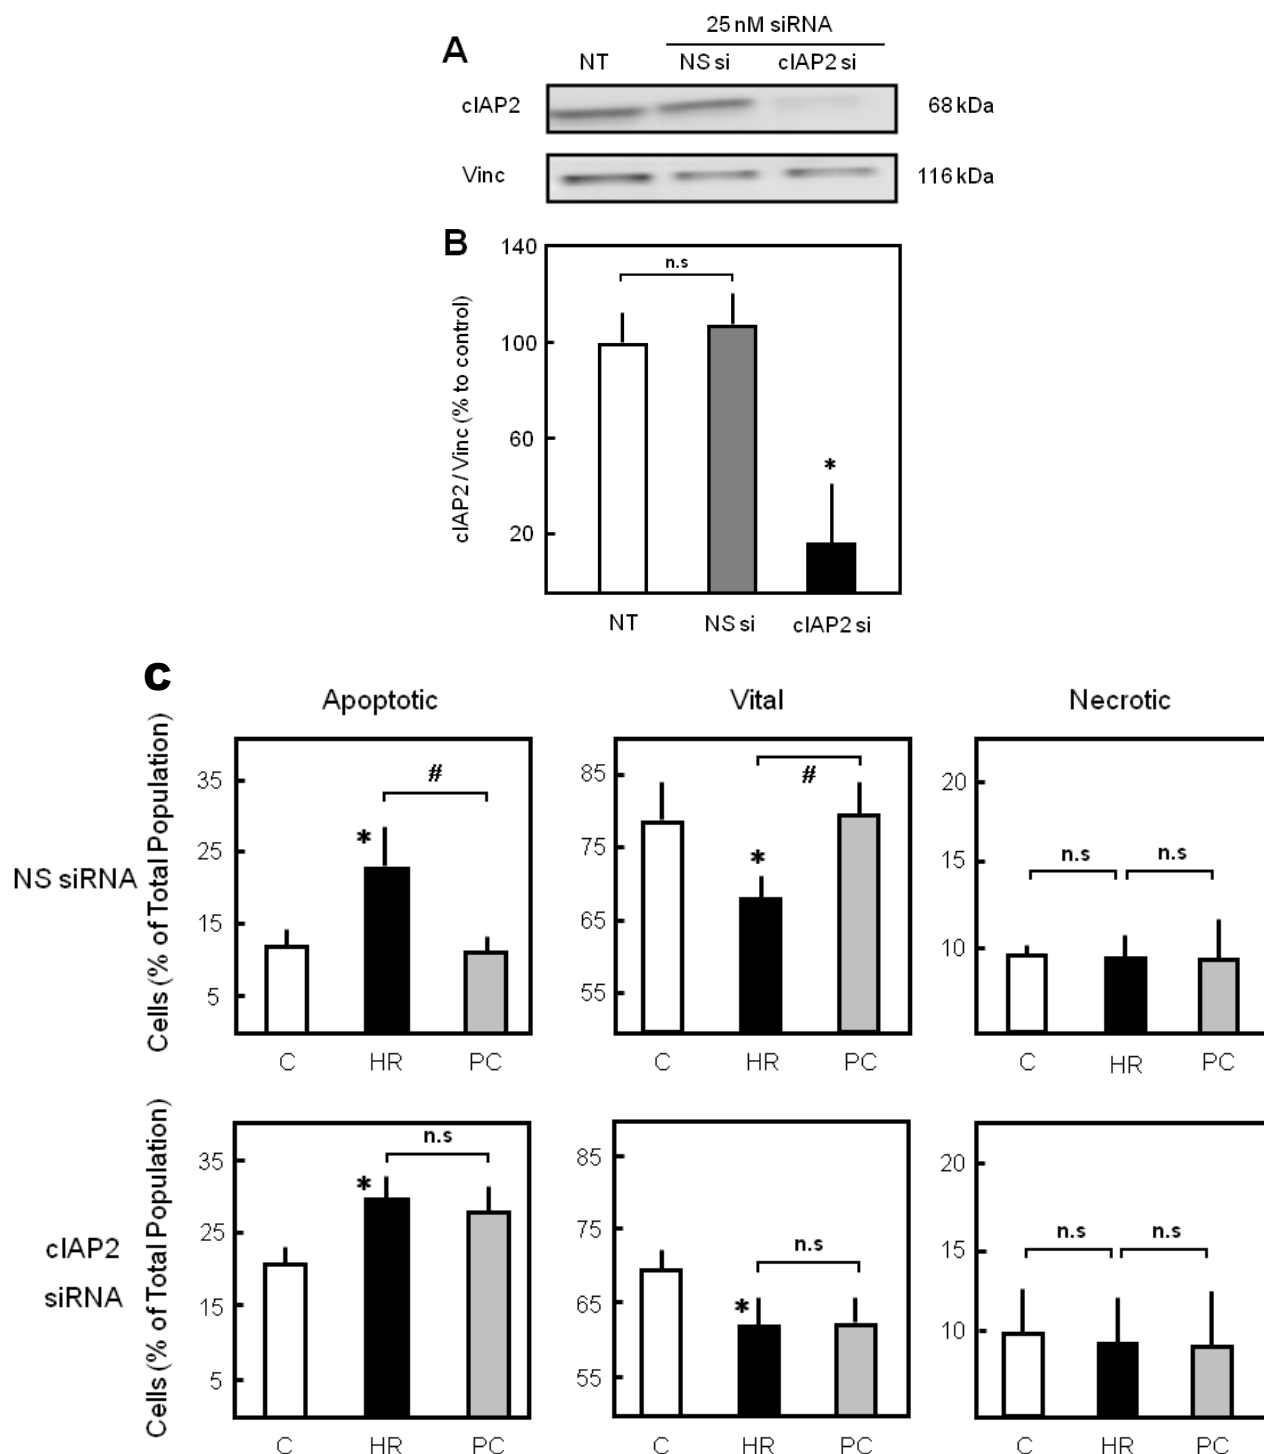 A
25 nM siRNA
NT NS si cIAP2 si
cIAP2 68 kDa
Vinc 116 kDa
B
cIAP2 / Vinc (% to control)
140
100
60
20
n.s
*
NT NS si cIAP2 si
C
Apoptotic Vital Necrotic
NS siRNA
Cells (% of Total Population)
35
25
15
5
*
#
C HR PC
85
75
65
55
*
#
C HR PC
20
15
10
n.s n.s
C HR PC
cIAP2
siRNA
Cells (% of Total Population)
35
25
15
5
*
n.s
C HR PC
85
75
65
55
*
n.s
C HR PC
20
15
10
n.s n.s
C HR PC